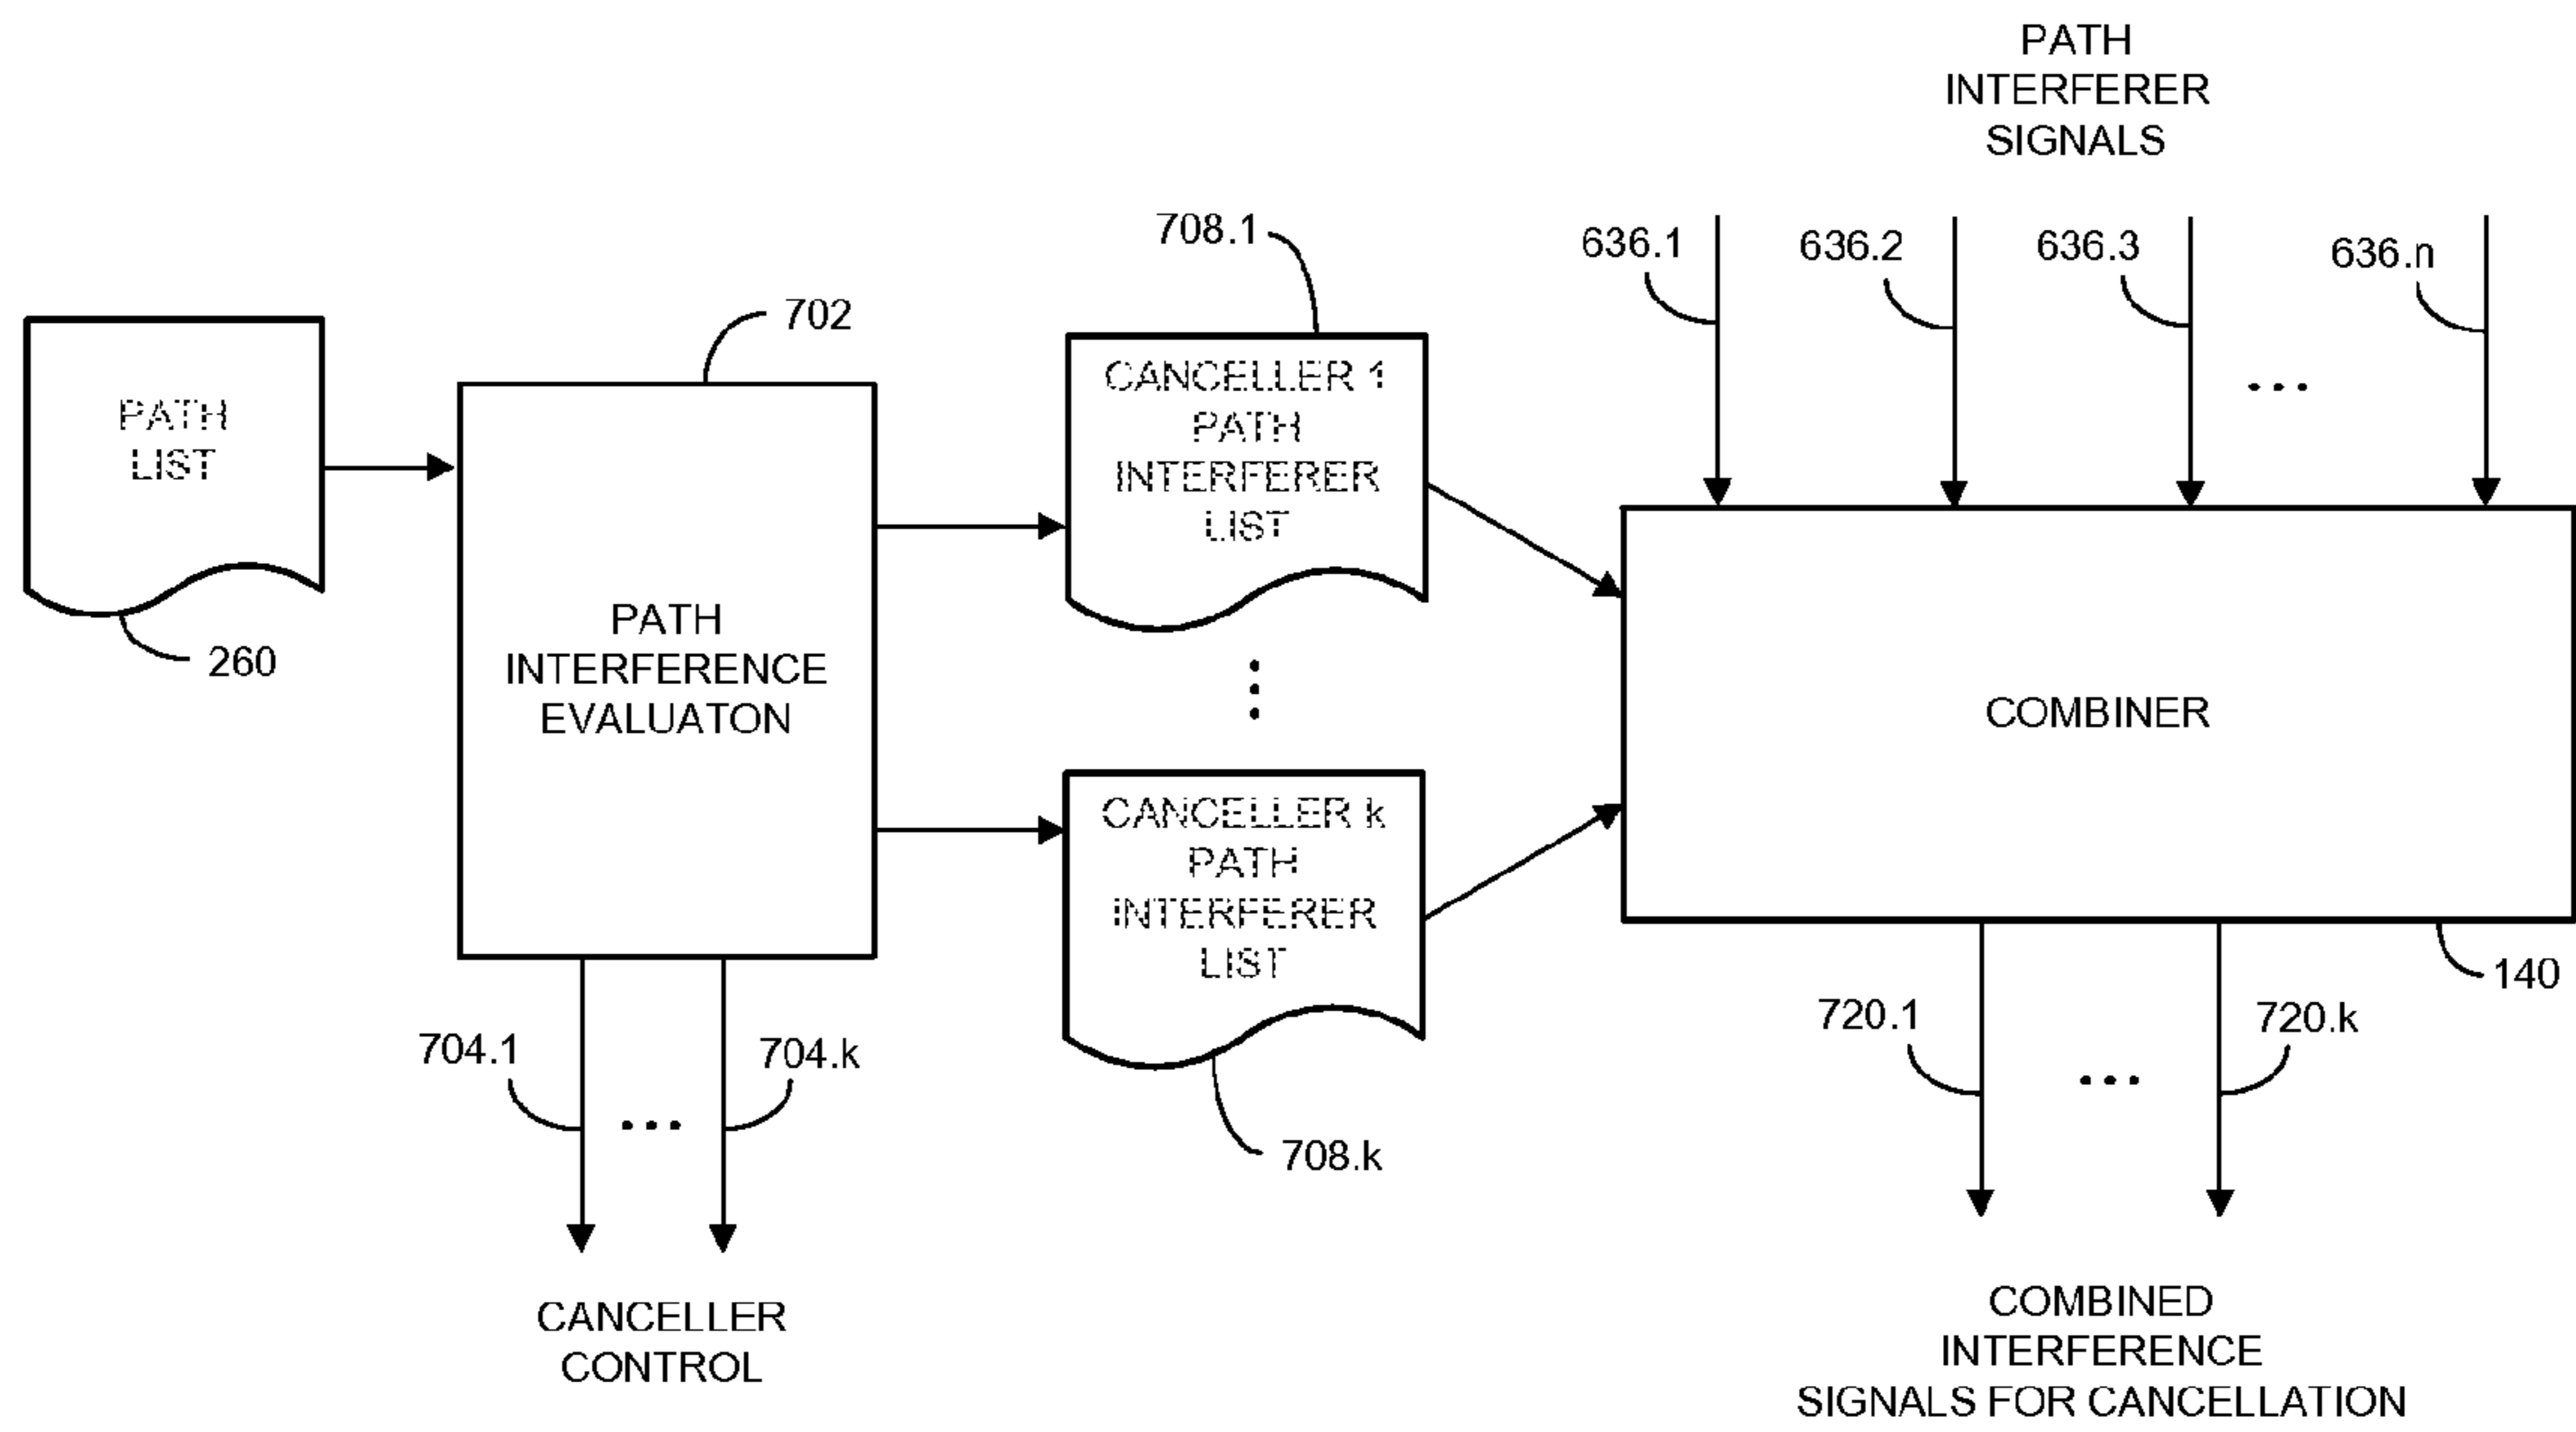 PATH
INTERFERER
SIGNALS
708.1
636.1
636.2
636.3
636.n
702
PATH
LIST
260
PATH
INTERFERENCE
EVALUATON
CANCELLER 1
PATH
INTERFERER
LIST
CANCELLER k
PATH
INTERFERER
LIST
COMBINER
140
704.1
704.k
708.k
720.1
720.k
CANCELLER
CONTROL
COMBINED
INTERFERENCE
SIGNALS FOR CANCELLATION